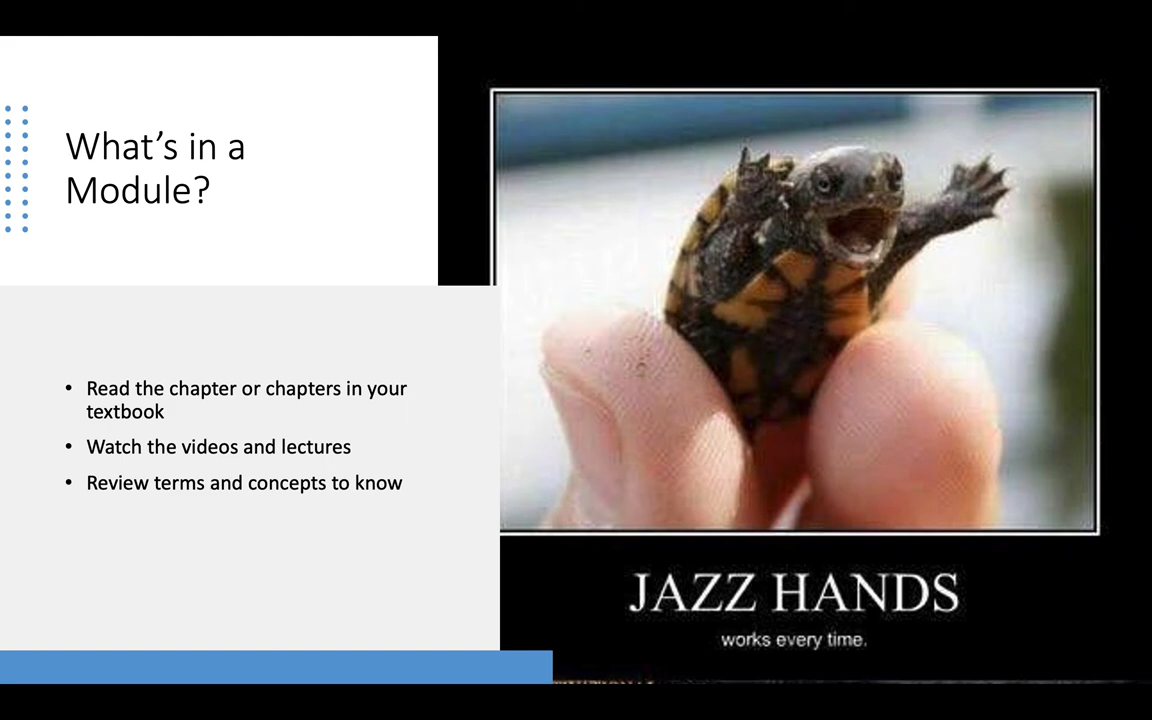 What’s in a
Module?
• Read the chapter or chapters in your
textbook
• Watch the videos and lectures
• Review terms and concepts to know
JAZZ HANDS
works every time.